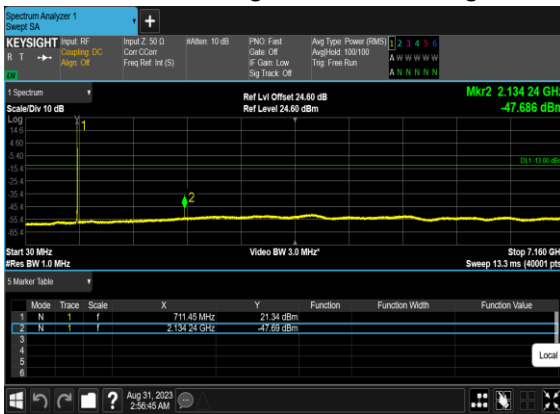 Spectrum Analyzer 1
Swept SA
KEYSIGHT Input: RF Input Z: 50 Ω #Atten: 10 dB PNO: Fast Avg Type: Power (RMS) 1 2 3 4 5 6
R T Coupling: DC Corr CCorr Gate: Off Avg|Hold: 100/100 A W W W W W
Align: Off Freq Ref: Int (S) IF Gain: Low Trig: Free Run
Sig Track: Off A N N N N N
LV
1 Spectrum Ref Lvl Offset 24.60 dB Mkr2 2.134 24 GHz
Scale/Div 10 dB Ref Level 24.60 dBm -47.686 dBm
Log
14.6
4.60
-5.40
DL1 -13.00 dBm
-15.4
-25.4
-35.4
-45.4
-55.4
-65.4
1
2
Start 30 MHz Video BW 3.0 MHz* Stop 7.160 GHz
#Res BW 1.0 MHz Sweep 13.3 ms (40001 pts)
5 Marker Table
Mode Trace Scale X Y Function Function Width Function Value
1 N 1 f 711.45 MHz 21.34 dBm
2 N 1 f 2.134 24 GHz -47.69 dBm
3
4
5
6
Local
Aug 31, 2023
2:56:45 AM